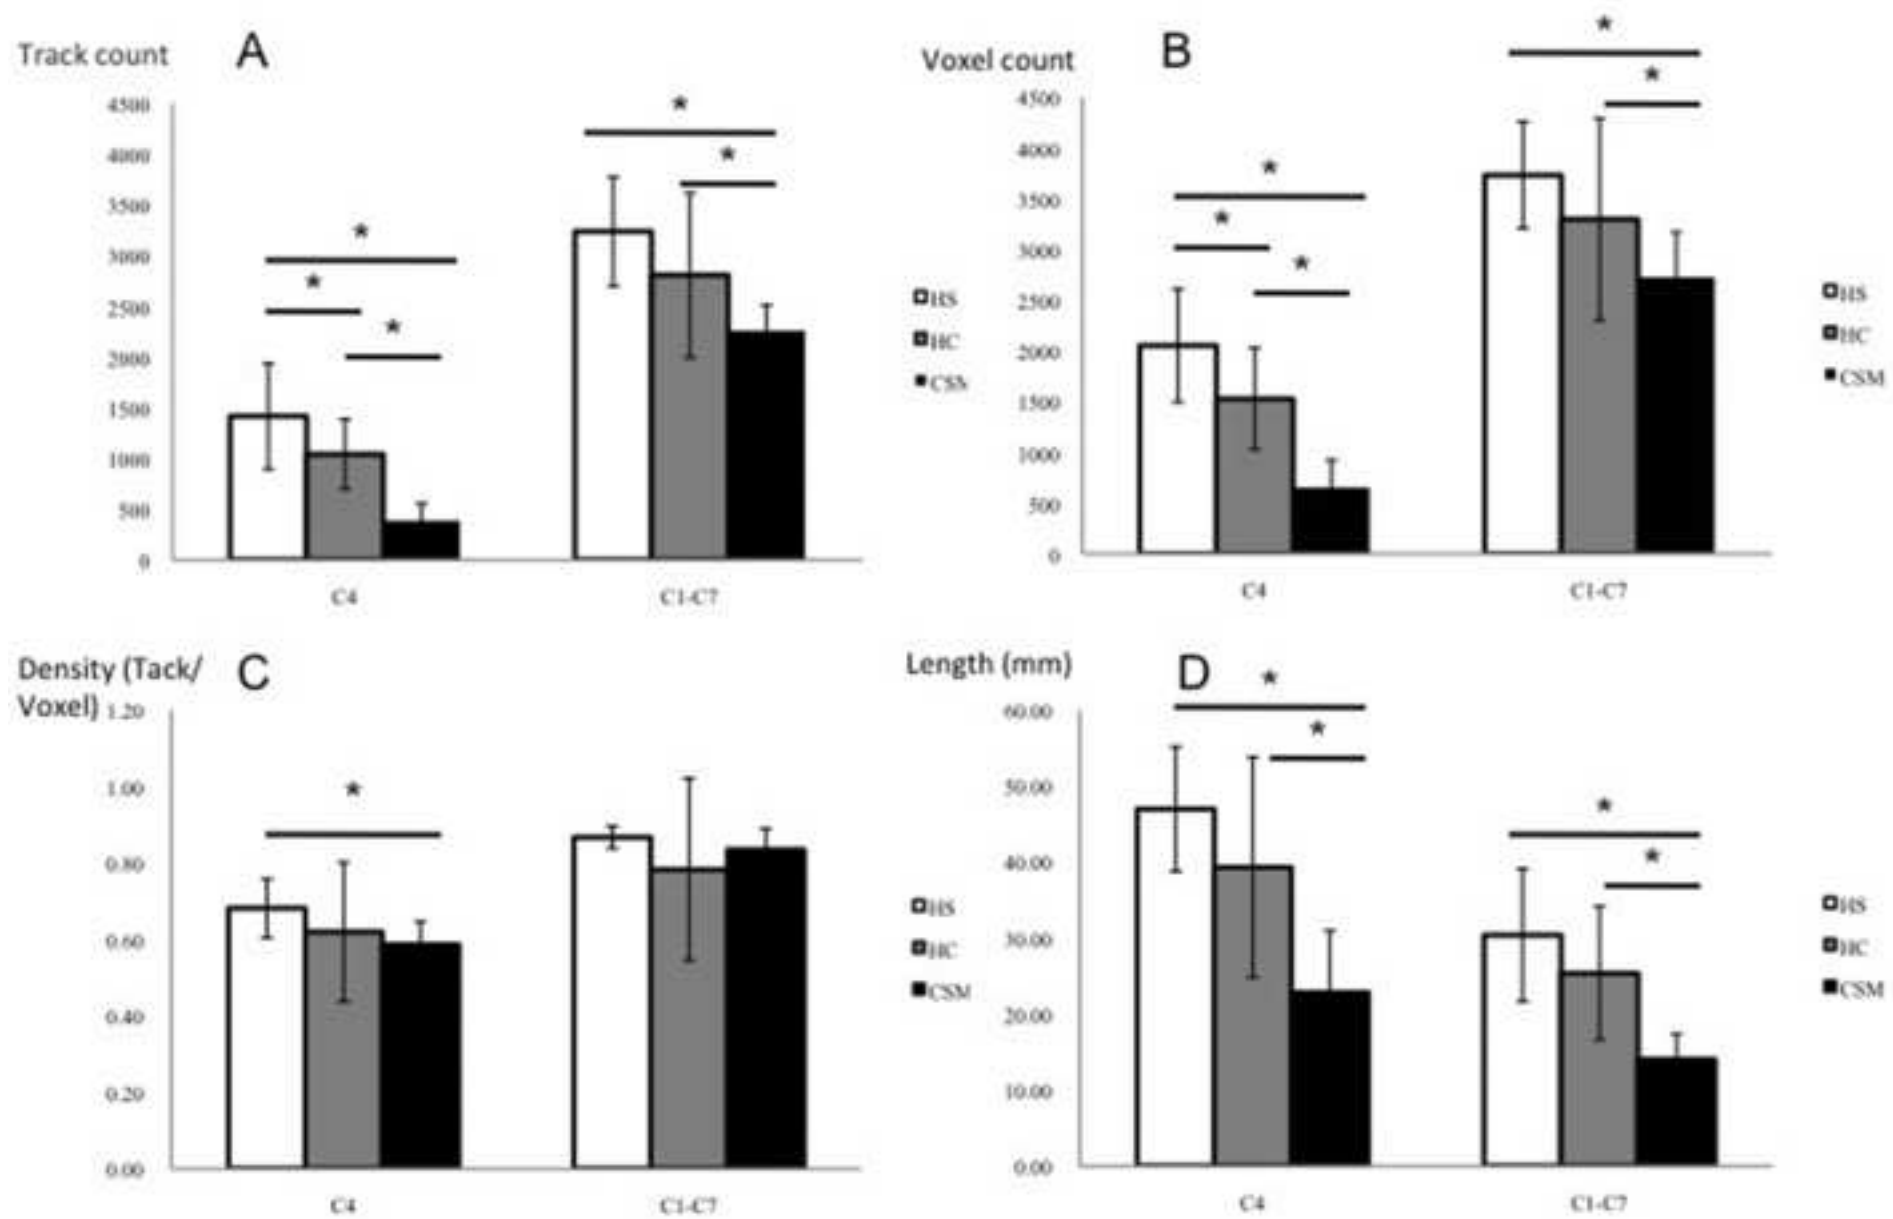 Track count
A
4500
4000
3500
3000
2500
2000
1500
1000
500
0
*
*
*
*
*
C4
C1-C7
HS
HC
CSN
Voxel count
B
4500
4000
3500
3000
2500
2000
1500
1000
500
0
*
*
*
*
*
C4
C1-C7
HS
HC
CSM
Density (Tack/
Voxel)
C
1.20
1.00
0.80
0.60
0.40
0.20
0.00
*
C4
C1-C7
HS
HC
CSM
Length (mm)
D
60.00
50.00
40.00
30.00
20.00
10.00
0.00
*
*
*
*
C4
C1-C7
HS
HC
CSM